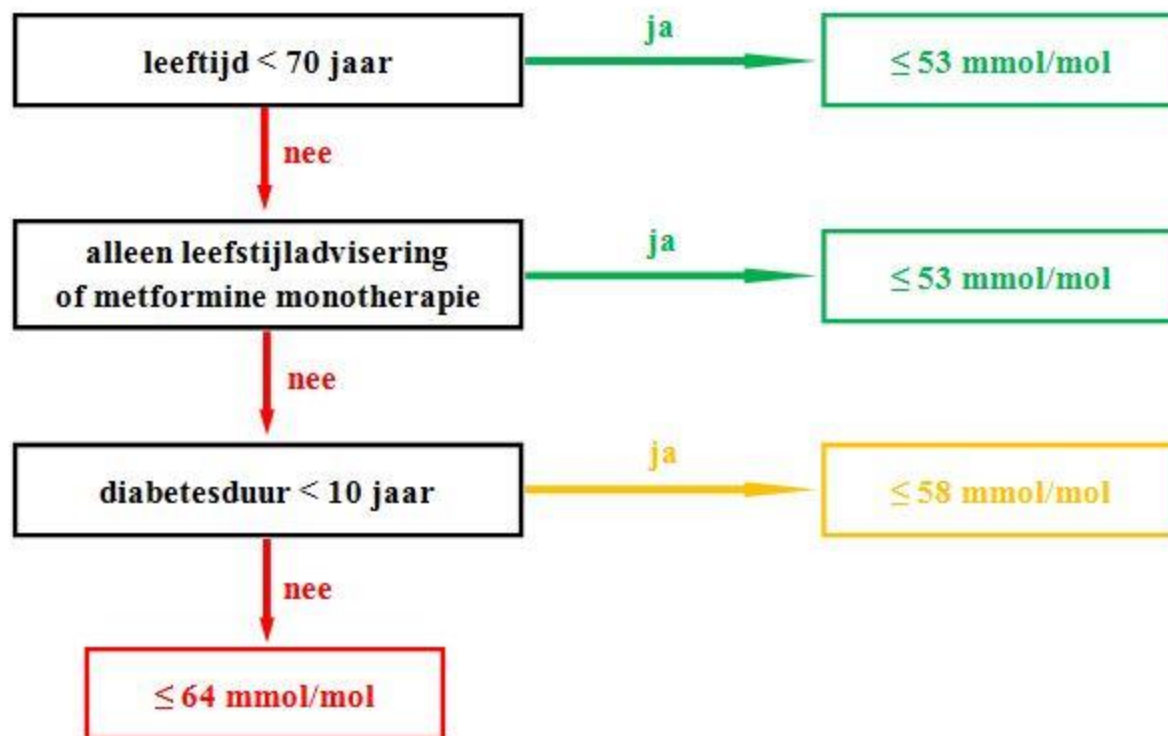 leeftijd < 70 jaar
ja
≤ 53 mmol/mol
nee
alleen leefstijladvisering
of metformine monotherapie
ja
≤ 53 mmol/mol
nee
diabetesduur < 10 jaar
ja
≤ 58 mmol/mol
nee
≤ 64 mmol/mol